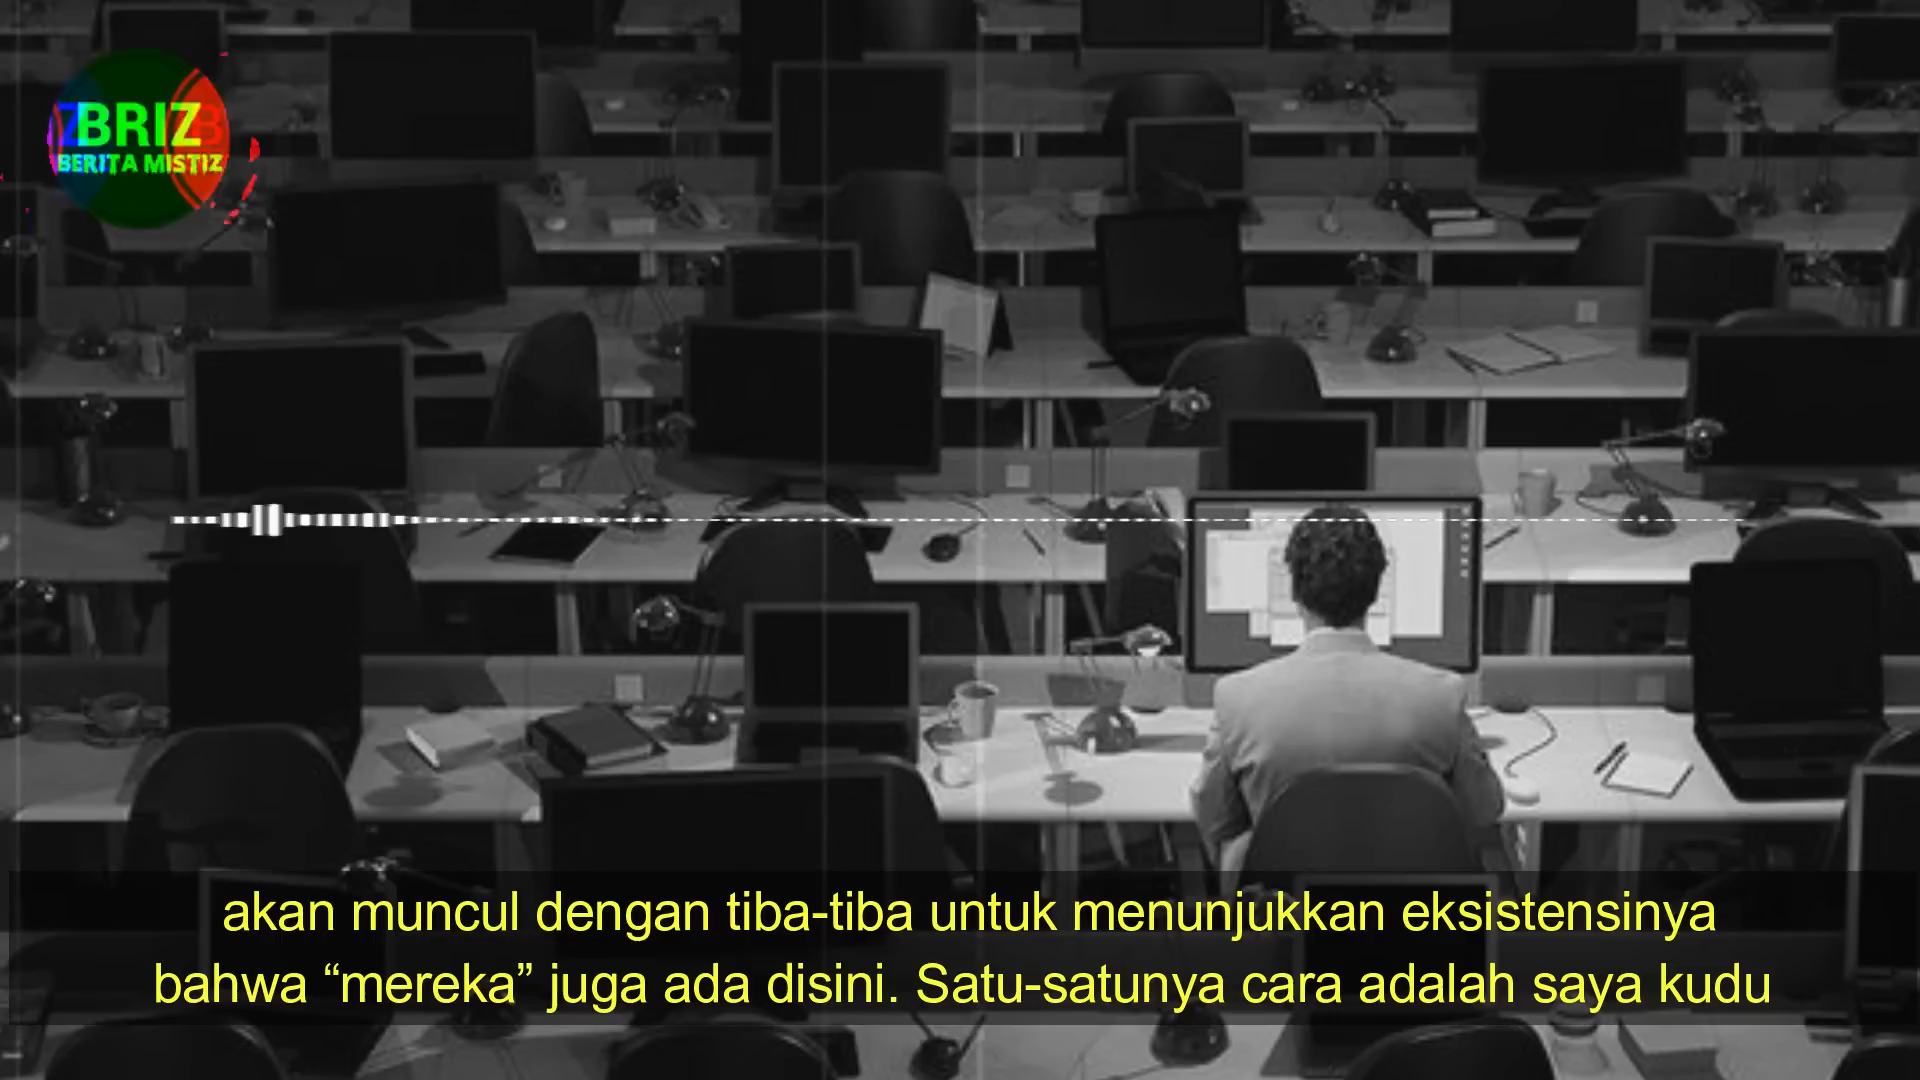 ZBRIZB
BERITA MISTIZ
akan muncul dengan tiba-tiba untuk menunjukkan eksistensinya
bahwa “mereka” juga ada disini. Satu-satunya cara adalah saya kudu